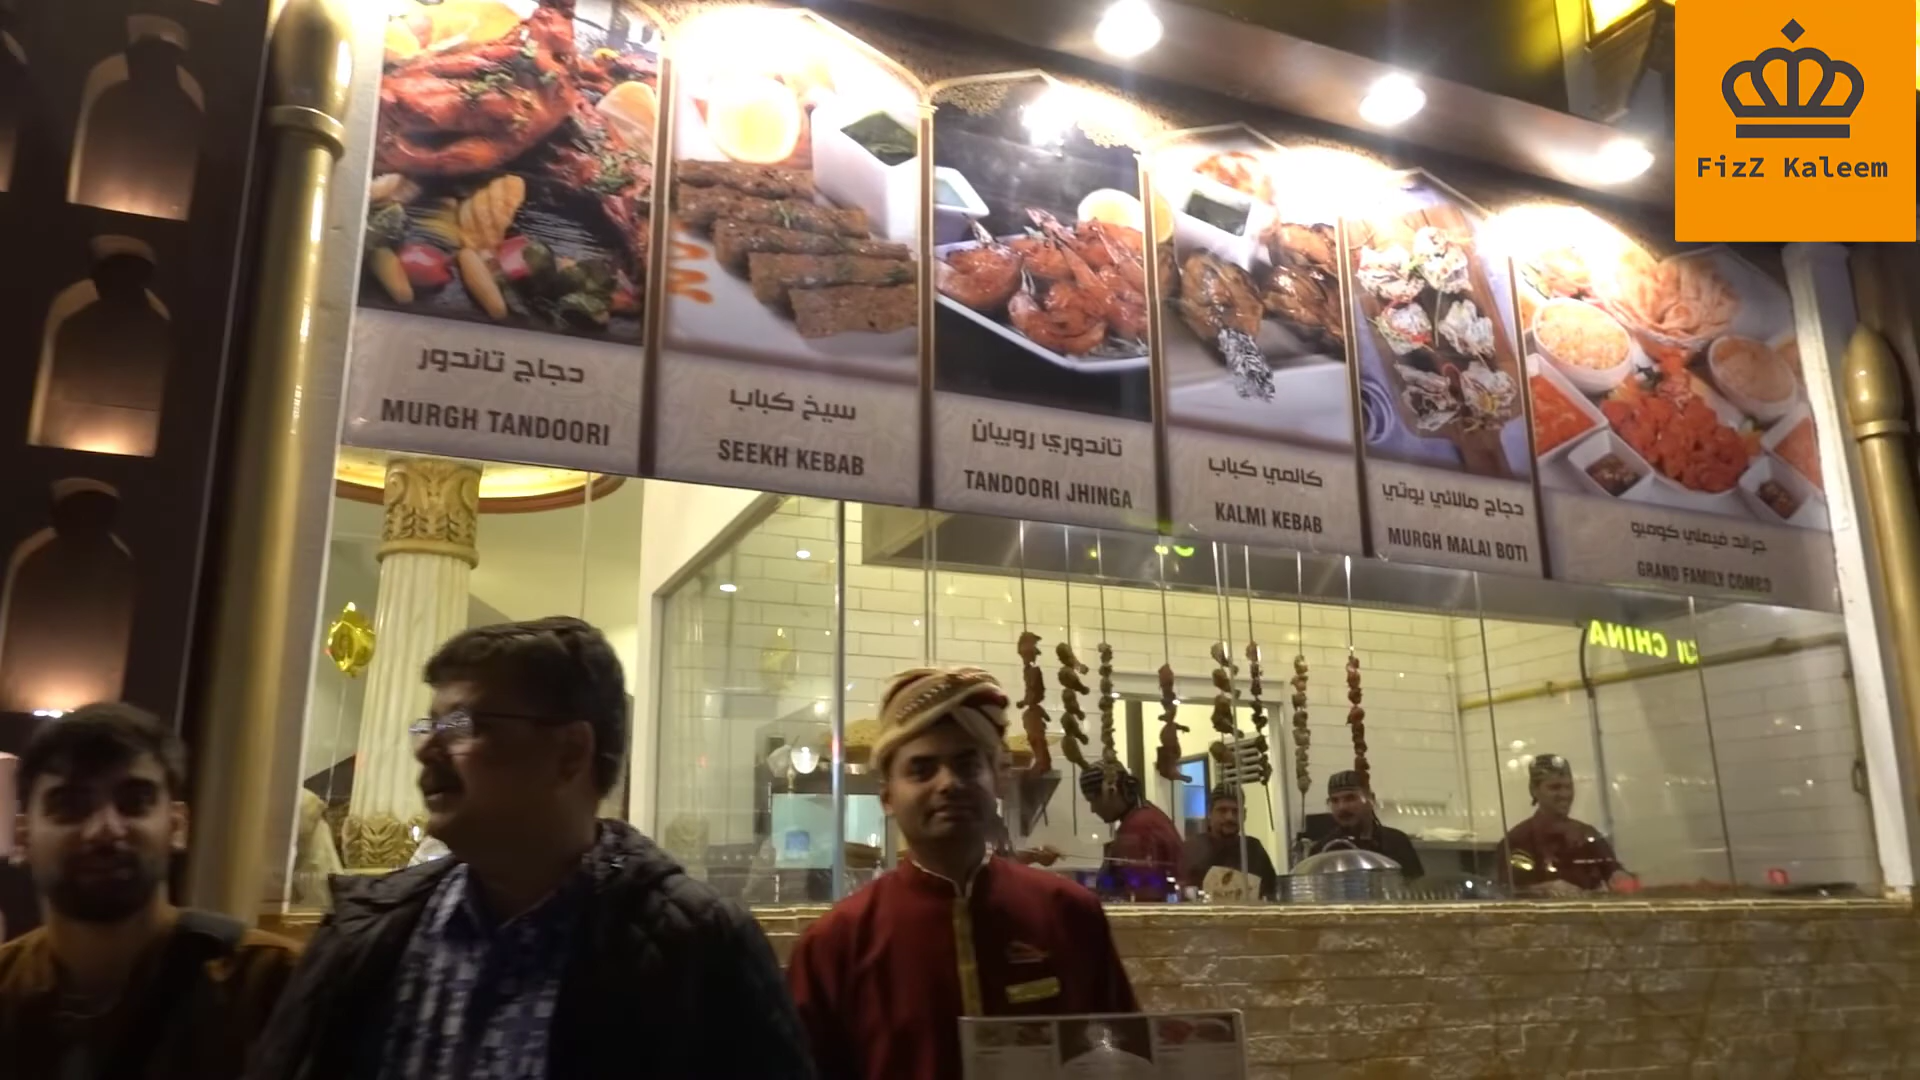 FizZ Kaleem
دجاج تاندور
MURGH TANDOORI
سيخ كباب
SEEKH KEBAB
تاندوري روبيان
TANDOORI JHINGA
كالمي كباب
KALMI KEBAB
دجاج مالائي بوتي
MURGH MALAI BOTI
جراند فيملي كومبو
GRAND FAMILY COMBO
CHINA